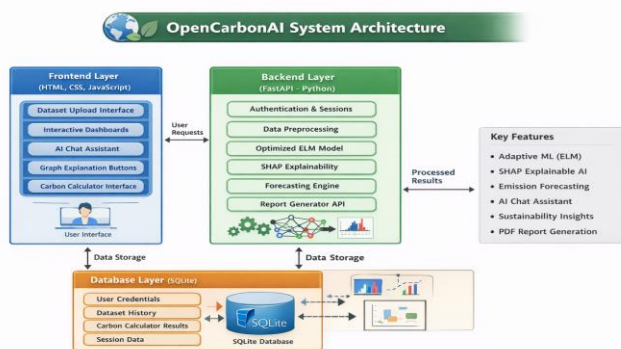 OpenCarbonAI System Architecture
Frontend Layer
(HTML, CSS, JavaScript)
Dataset Upload Interface
Interactive Dashboards
AI Chat Assistant
Graph Explanation Buttons
Carbon Calculator Interface
User Interface
User
Requests
Backend Layer
(FastAPI - Python)
Authentication & Sessions
Data Preprocessing
Optimized ELM Model
SHAP Explainability
Forecasting Engine
Report Generator API
Processed
Results
Key Features
• Adaptive ML (ELM)
• SHAP Explainable AI
• Emission Forecasting
• AI Chat Assistant
• Sustainability Insights
• PDF Report Generation
Data Storage
Data Storage
Database Layer (SQLite)
User Credentials
Dataset History
Carbon Calculator Results
Session Data
SQLite
SQLite Database